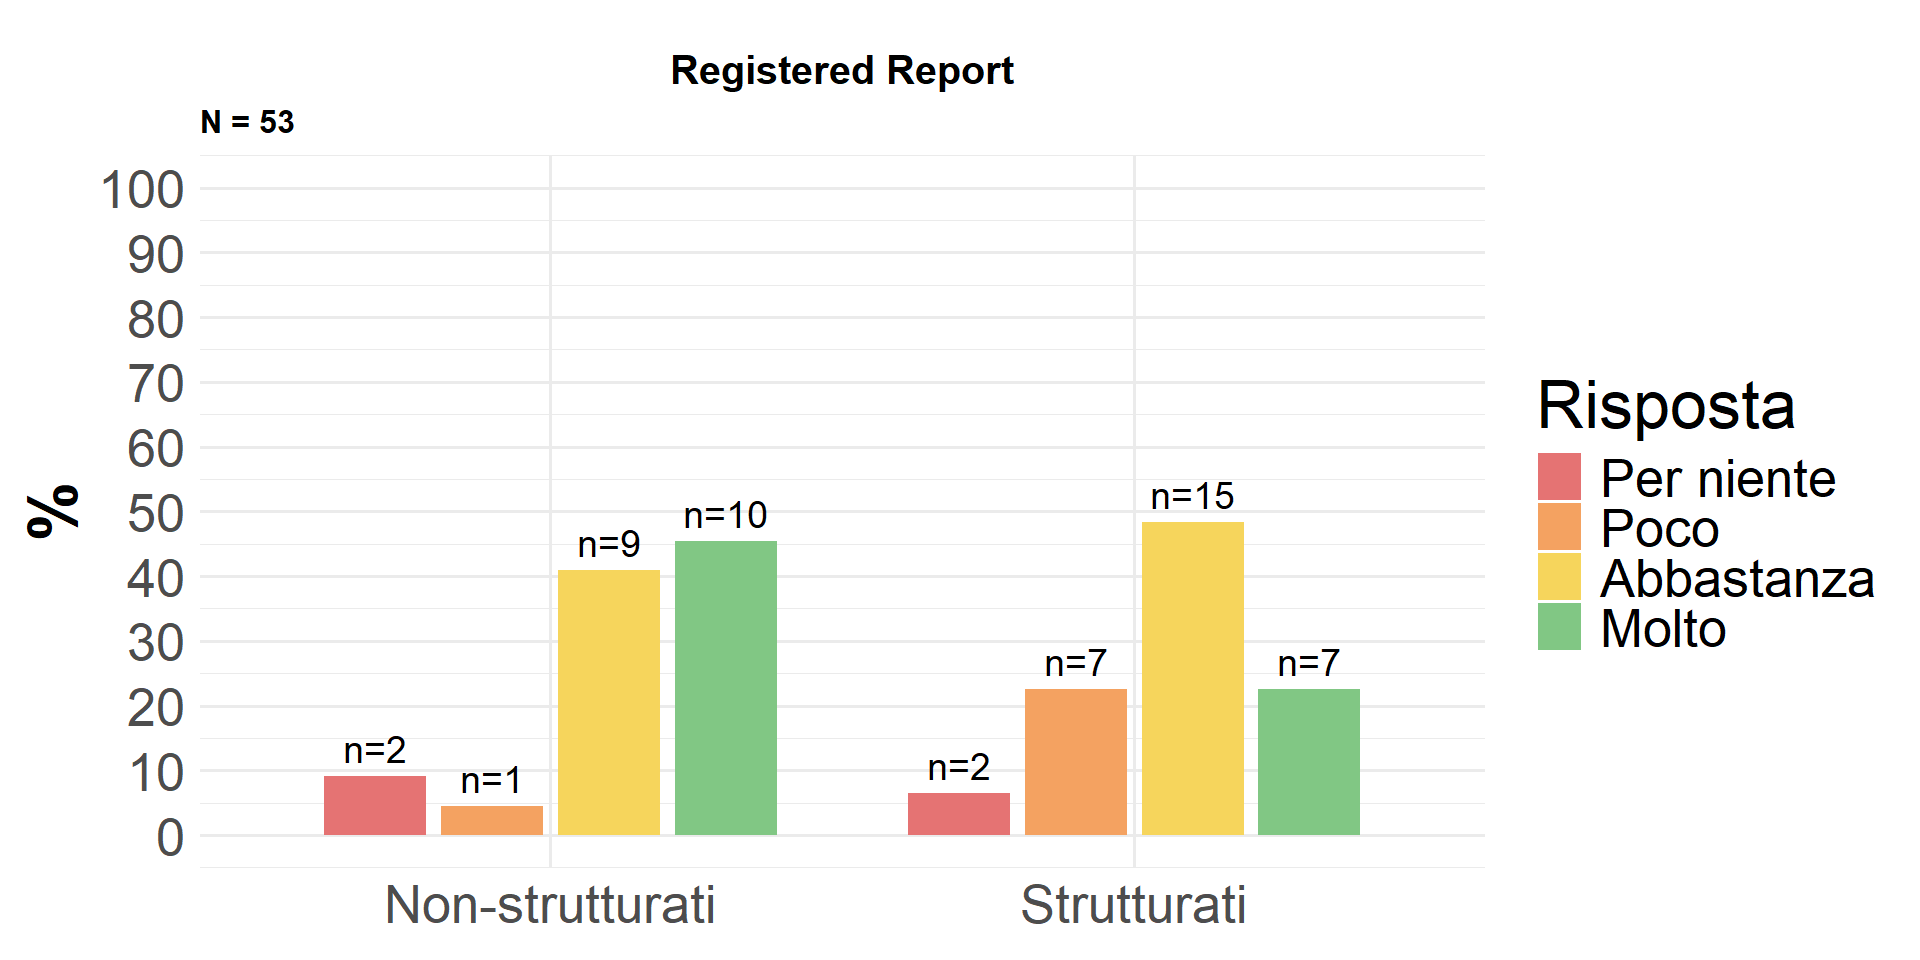 Registered Report
N = 53
%
100
90
80
70
60
50
40
30
20
10
0
n=2
n=1
n=9
n=10
n=2
n=7
n=15
n=7
Non-strutturati
Strutturati
Risposta
Per niente
Poco
Abbastanza
Molto